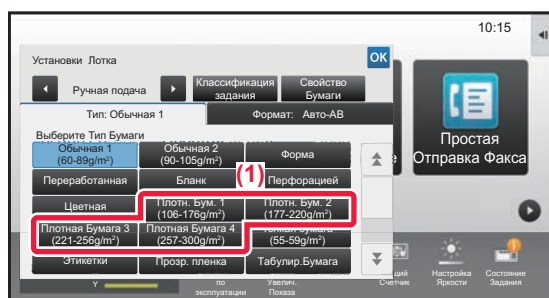 10:15
Установки Лотка
OK
Ручная подача
Классификация
задания
Свойство
Бумаги
Тип: Обычная 1
Формат: Авто-AB
Выберите Тип Бумаги
Обычная 1
(60-89g/m²)
Обычная 2
(90-105g/m²)
Форма
Переработанная
Бланк
(1)
Перфорацией
Цветная
Плотн. Бум. 1
(106-176g/m²)
Плотн. Бум. 2
(177-220g/m²)
Плотная Бумага 3
(221-256g/m²)
Плотная Бумага 4
(257-300g/m²)
(55-59g/m²)
Этикетки
Прозр. пленка
Табулир.Бумага
Простая
Отправка Факса
Y
по
эксплуатации
Увелич.
Показа
Счетчик
Настройка
Яркости
Состояние
Задания